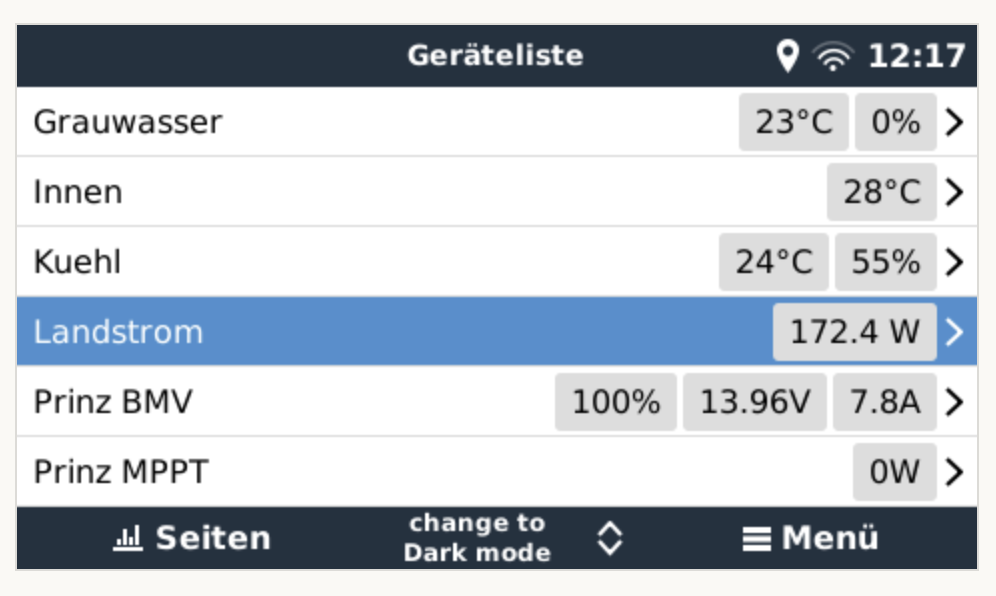 Geräteliste 12:17
Grauwasser 23°C 0%
Innen 28°C
Kuehl 24°C 55%
Landstrom 172.4 W
Prinz BMV 100% 13.96V 7.8A
Prinz MPPT 0W
Seiten
change to
Dark mode
Menü